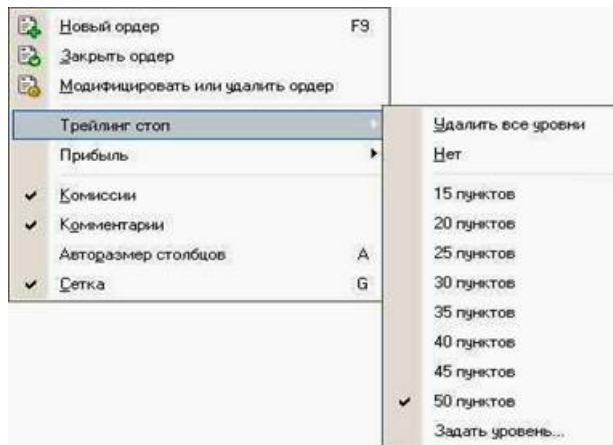 Новый ордер F9
Закрыть ордер
Модифицировать или удалить ордер
Трейлинг стоп
Прибыль
Комиссии
Комментарии
Авторазмер столбцов A
Сетка G
Удалить все уровни
Нет
15 пунктов
20 пунктов
25 пунктов
30 пунктов
35 пунктов
40 пунктов
45 пунктов
50 пунктов
Задать уровень...